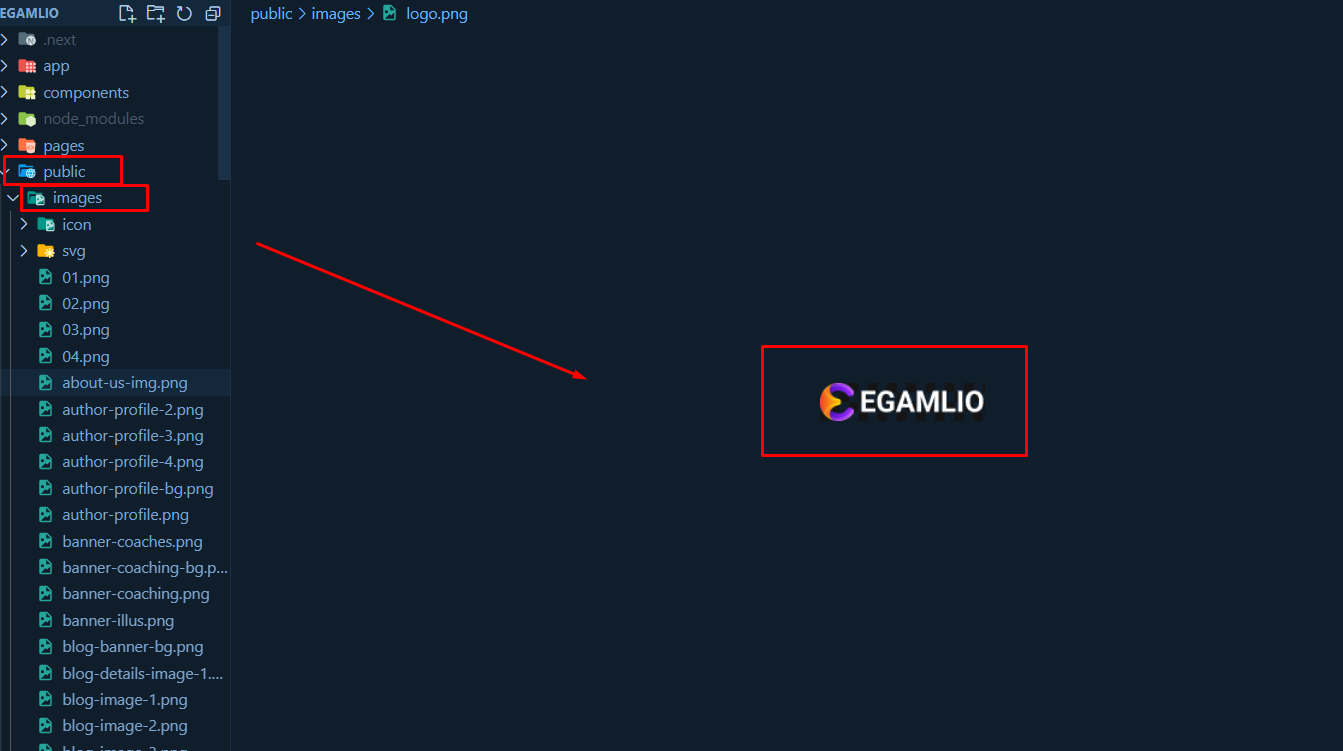 EGAMLIO
.next
app
components
node_modules
pages
public
images
icon
svg
01.png
02.png
03.png
04.png
about-us-img.png
author-profile-2.png
author-profile-3.png
author-profile-4.png
author-profile-bg.png
author-profile.png
banner-coaches.png
banner-coaching-bg.p...
banner-coaching.png
banner-illus.png
blog-banner-bg.png
blog-details-image-1....
blog-image-1.png
blog-image-2.png
public > images > logo.png
EGAMLIO